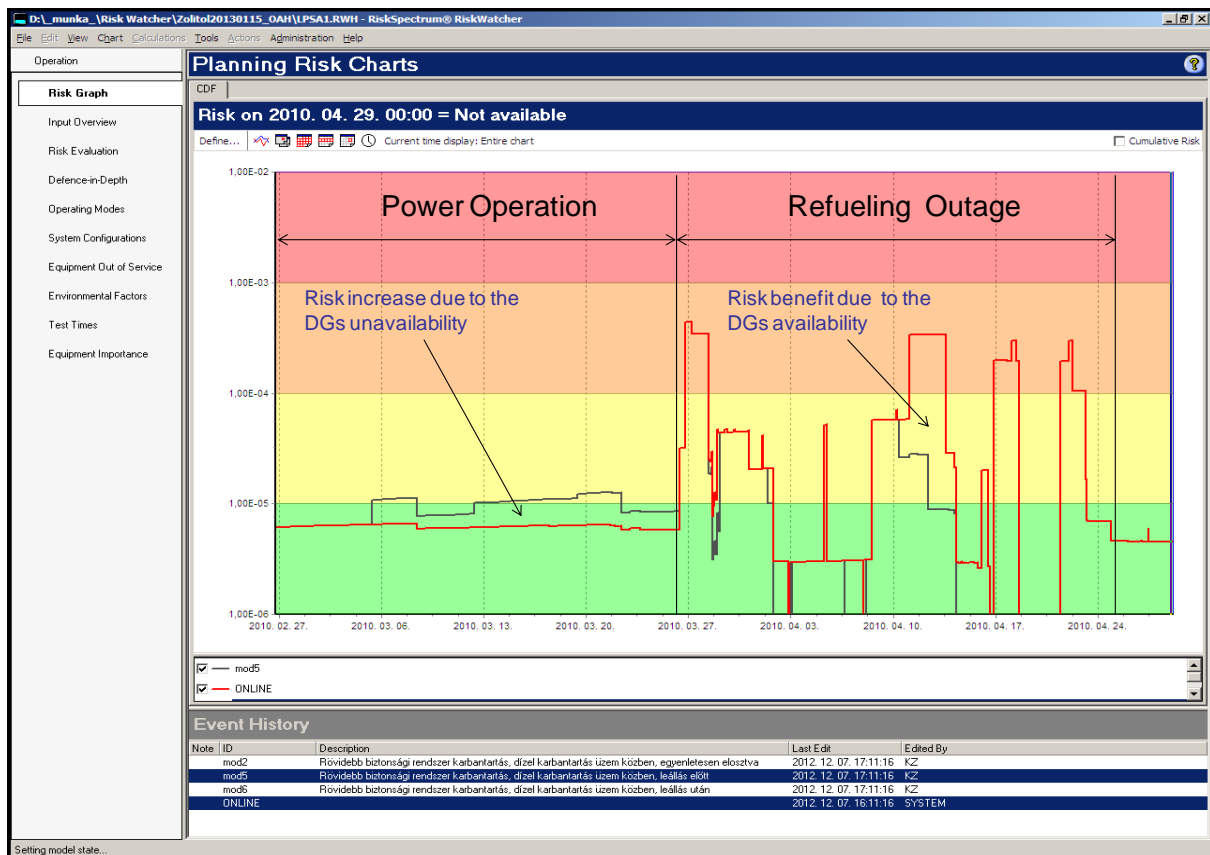 D:\_munka_\Risk Watcher\Zolitol20130115_OAH\LPSA1.RWH - RiskSpectrum® RiskWatcher
File Edit View Chart Calculations Tools Actions Administration Help
Operation
Risk Graph
Input Overview
Risk Evaluation
Defence-in-Depth
Operating Modes
System Configurations
Equipment Out of Service
Environmental Factors
Test Times
Equipment Importance
Planning Risk Charts
?
CDF
Risk on 2010. 04. 29. 00:00 = Not available
Define... Current time display: Entire chart Cumulative Risk
1,00E-02
Power Operation Refueling Outage
1,00E-03
Risk increase due to the
DGs unavailability
Risk benefit due to the
DGs availability
1,00E-04
1,00E-05
1,00E-06
2010. 02. 27. 2010. 03. 06. 2010. 03. 13. 2010. 03. 20. 2010. 03. 27. 2010. 04. 03. 2010. 04. 10. 2010. 04. 17. 2010. 04. 24.
mod5
ONLINE
Event History
Note ID Description Last Edit Edited By
mod2 Rövidebb biztonsági rendszer karbantartás, dízel karbantartás üzem közben, egyenletesen elosztva 2012. 12. 07. 17:11:16 KZ
mod5 Rövidebb biztonsági rendszer karbantartás, dízel karbantartás üzem közben, leállás elött 2012. 12. 07. 17:11:16 KZ
mod6 Rövidebb biztonsági rendszer karbantartás, dízel karbantartás üzem közben, leállás után 2012. 12. 07. 17:11:16 KZ
ONLINE 2012. 12. 07. 16:11:16 SYSTEM
Setting model state...